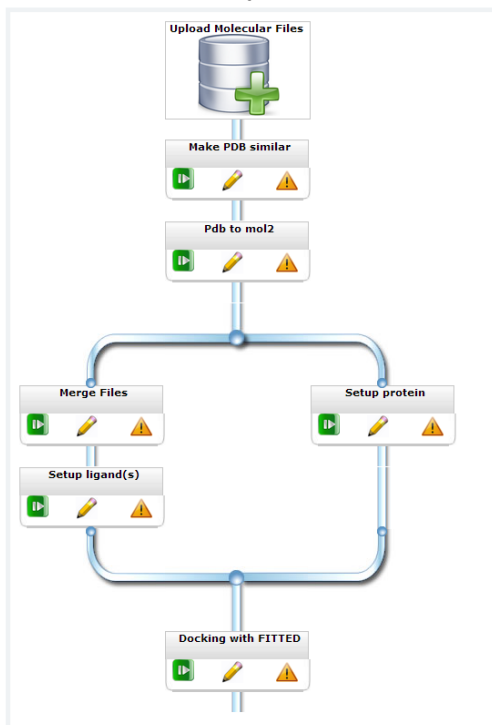 Upload Molecular Files
Make PDB similar
Pdb to mol2
Merge Files
Setup protein
Setup ligand(s)
Docking with FITTED